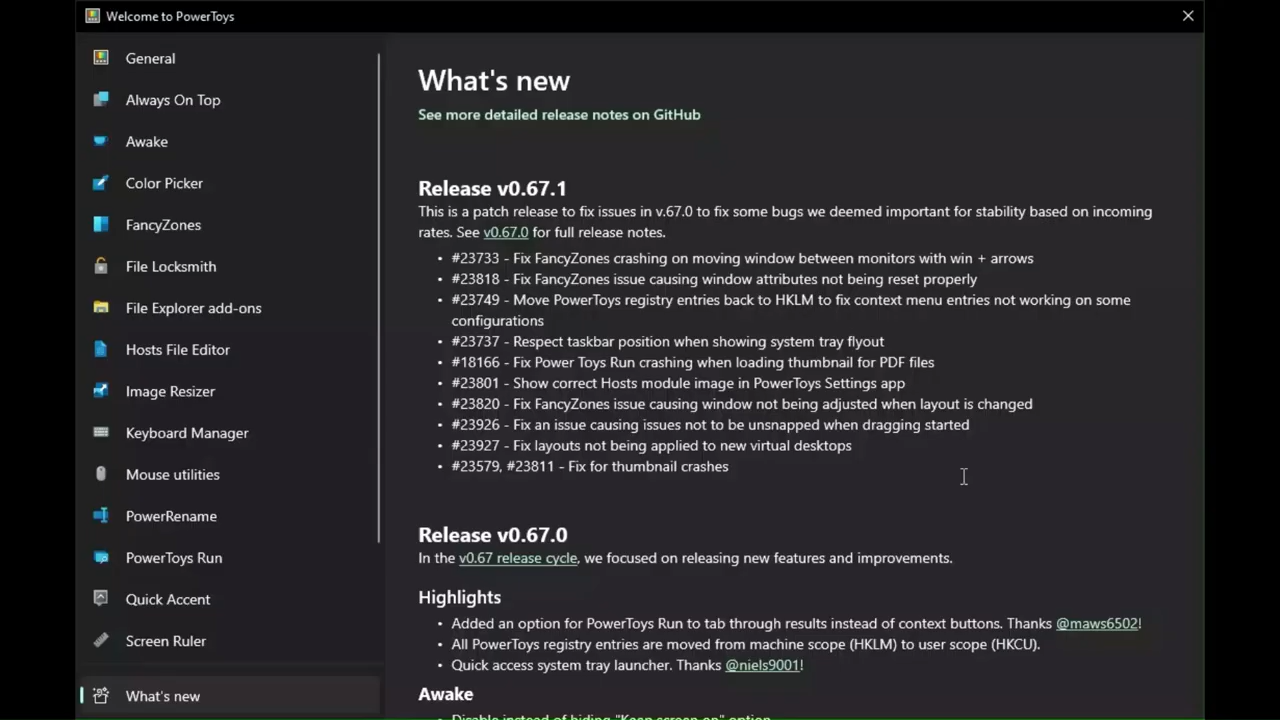 Welcome to PowerToys
General
Always On Top
Awake
Color Picker
FancyZones
File Locksmith
File Explorer add-ons
Hosts File Editor
Image Resizer
Keyboard Manager
Mouse utilities
PowerRename
PowerToys Run
Quick Accent
Screen Ruler
What's new
What's new
See more detailed release notes on GitHub
Release v0.67.1
This is a patch release to fix issues in v.67.0 to fix some bugs we deemed important for stability based on incoming
rates. See v0.67.0 for full release notes.
• #23733 - Fix FancyZones crashing on moving window between monitors with win + arrows
• #23818 - Fix FancyZones issue causing window attributes not being reset properly
• #23749 - Move PowerToys registry entries back to HKLM to fix context menu entries not working on some
configurations
• #23737 - Respect taskbar position when showing system tray flyout
• #18166 - Fix Power Toys Run crashing when loading thumbnail for PDF files
• #23801 - Show correct Hosts module image in PowerToys Settings app
• #23820 - Fix FancyZones issue causing window not being adjusted when layout is changed
• #23926 - Fix an issue causing issues not to be unsnapped when dragging started
• #23927 - Fix layouts not being applied to new virtual desktops
• #23579, #23811 - Fix for thumbnail crashes
Release v0.67.0
In the v0.67 release cycle, we focused on releasing new features and improvements.
Highlights
• Added an option for PowerToys Run to tab through results instead of context buttons. Thanks @maws6502!
• All PowerToys registry entries are moved from machine scope (HKLM) to user scope (HKCU).
• Quick access system tray launcher. Thanks @niels9001!
Awake
• Disable instead of hiding "Keep screen on" option